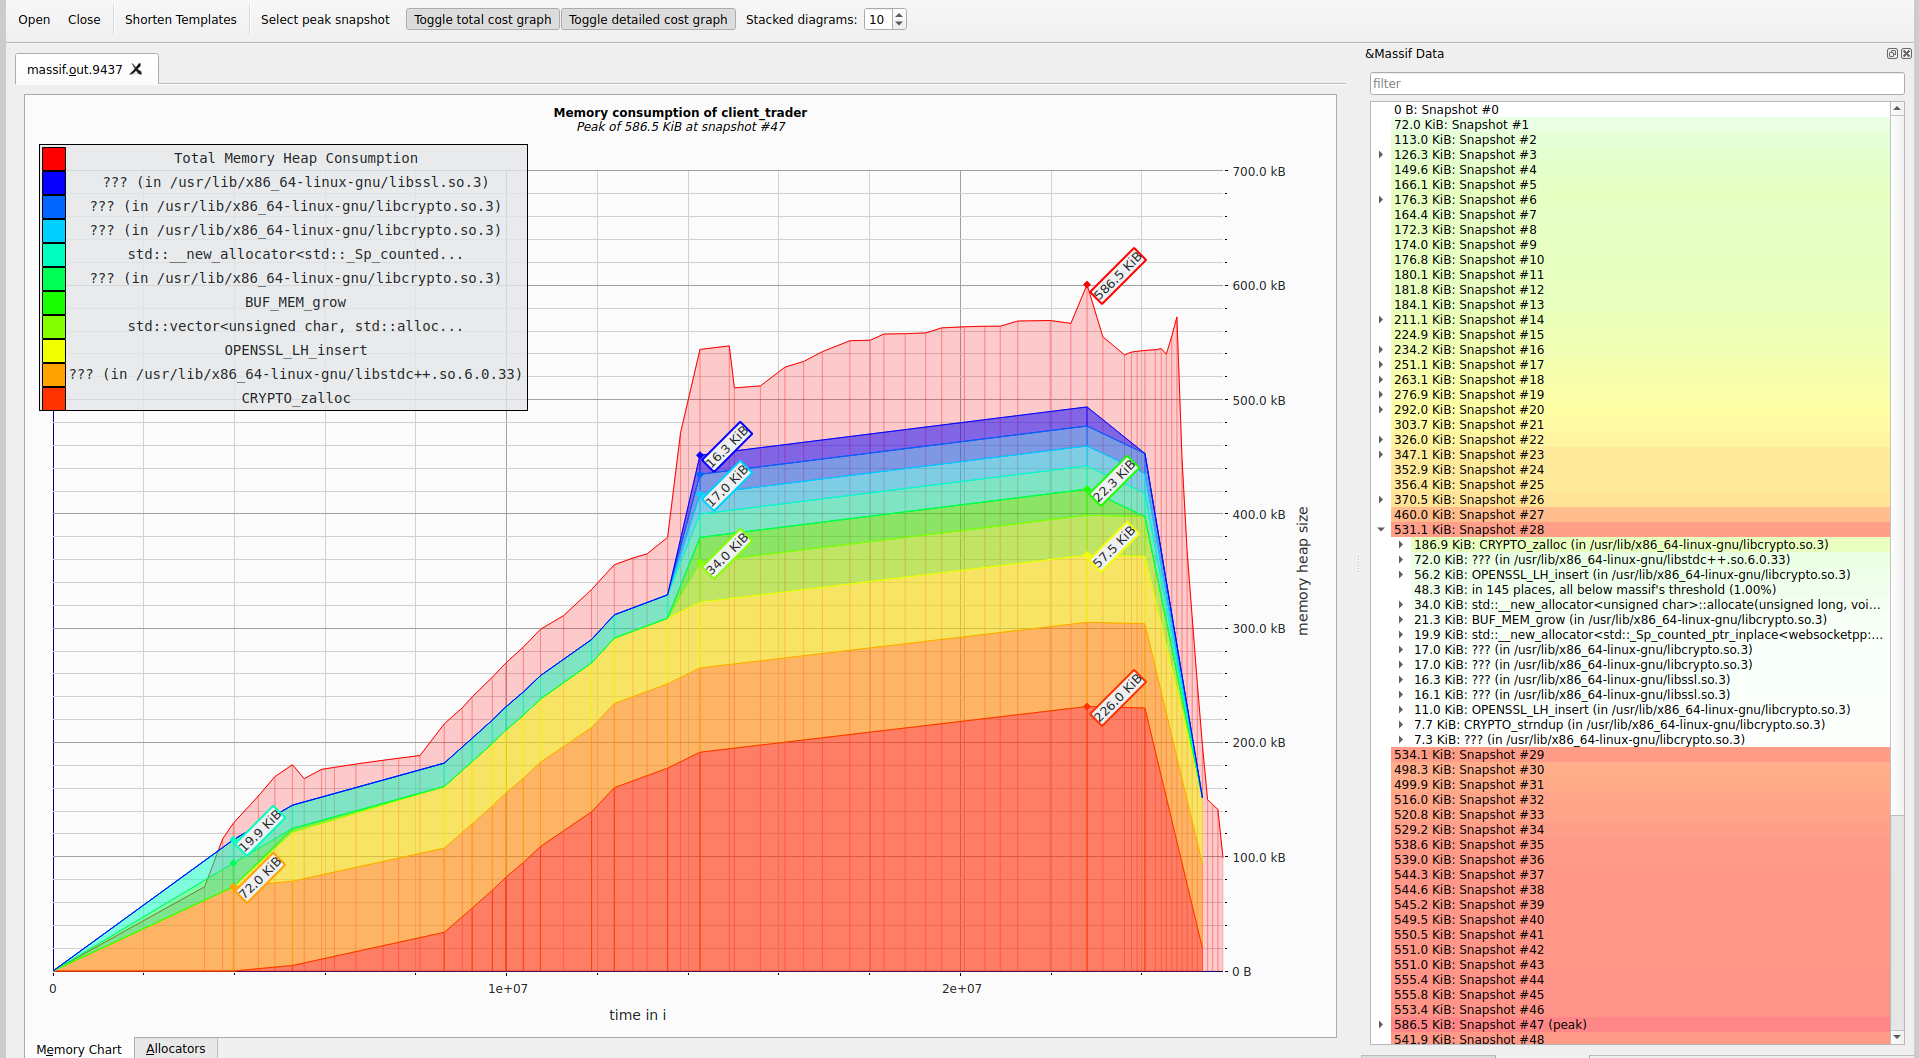 Open Close Shorten Templates Select peak snapshot Toggle total cost graph Toggle detailed cost graph Stacked diagrams: 10
massif.out.9437
Memory consumption of client_trader
Peak of 586.5 KiB at snapshot #47
Total Memory Heap Consumption
??? (in /usr/lib/x86_64-linux-gnu/libssl.so.3)
??? (in /usr/lib/x86_64-linux-gnu/libcrypto.so.3)
??? (in /usr/lib/x86_64-linux-gnu/libcrypto.so.3)
std::__new_allocator<std::_Sp_counted...
??? (in /usr/lib/x86_64-linux-gnu/libcrypto.so.3)
BUF_MEM_grow
std::vector<unsigned char, std::alloc...
OPENSSL_LH_insert
??? (in /usr/lib/x86_64-linux-gnu/libstdc++.so.6.0.33)
CRYPTO_zalloc
700.0 kB
600.0 kB
500.0 kB
400.0 kB
300.0 kB
200.0 kB
100.0 kB
0 B
memory heap size
586.5 KiB
16.3 KiB
17.0 KiB
22.3 KiB
34.0 KiB
57.5 KiB
226.0 KiB
19.9 KiB
72.0 KiB
0
1e+07
2e+07
time in i
Memory Chart
Allocators
&Massif Data
filter
0 B: Snapshot #0
72.0 KiB: Snapshot #1
113.0 KiB: Snapshot #2
126.3 KiB: Snapshot #3
149.6 KiB: Snapshot #4
166.1 KiB: Snapshot #5
176.3 KiB: Snapshot #6
164.4 KiB: Snapshot #7
172.3 KiB: Snapshot #8
174.0 KiB: Snapshot #9
176.8 KiB: Snapshot #10
180.1 KiB: Snapshot #11
181.8 KiB: Snapshot #12
184.1 KiB: Snapshot #13
211.1 KiB: Snapshot #14
224.9 KiB: Snapshot #15
234.2 KiB: Snapshot #16
251.1 KiB: Snapshot #17
263.1 KiB: Snapshot #18
276.9 KiB: Snapshot #19
292.0 KiB: Snapshot #20
303.7 KiB: Snapshot #21
326.0 KiB: Snapshot #22
347.1 KiB: Snapshot #23
352.9 KiB: Snapshot #24
356.4 KiB: Snapshot #25
370.5 KiB: Snapshot #26
460.0 KiB: Snapshot #27
531.1 KiB: Snapshot #28
186.9 KiB: CRYPTO_zalloc (in /usr/lib/x86_64-linux-gnu/libcrypto.so.3)
72.0 KiB: ??? (in /usr/lib/x86_64-linux-gnu/libstdc++.so.6.0.33)
56.2 KiB: OPENSSL_LH_insert (in /usr/lib/x86_64-linux-gnu/libcrypto.so.3)
48.3 KiB: in 145 places, all below massif's threshold (1.00%)
34.0 KiB: std::__new_allocator<unsigned char>::allocate(unsigned long, voi...
21.3 KiB: BUF_MEM_grow (in /usr/lib/x86_64-linux-gnu/libcrypto.so.3)
19.9 KiB: std::__new_allocator<std::_Sp_counted_ptr_inplace<websocketpp:...
17.0 KiB: ??? (in /usr/lib/x86_64-linux-gnu/libcrypto.so.3)
17.0 KiB: ??? (in /usr/lib/x86_64-linux-gnu/libcrypto.so.3)
16.3 KiB: ??? (in /usr/lib/x86_64-linux-gnu/libssl.so.3)
16.1 KiB: ??? (in /usr/lib/x86_64-linux-gnu/libssl.so.3)
11.0 KiB: OPENSSL_LH_insert (in /usr/lib/x86_64-linux-gnu/libcrypto.so.3)
7.7 KiB: CRYPTO_strndup (in /usr/lib/x86_64-linux-gnu/libcrypto.so.3)
7.3 KiB: ??? (in /usr/lib/x86_64-linux-gnu/libcrypto.so.3)
534.1 KiB: Snapshot #29
498.3 KiB: Snapshot #30
499.9 KiB: Snapshot #31
516.0 KiB: Snapshot #32
520.8 KiB: Snapshot #33
529.2 KiB: Snapshot #34
538.6 KiB: Snapshot #35
539.0 KiB: Snapshot #36
544.3 KiB: Snapshot #37
544.6 KiB: Snapshot #38
545.2 KiB: Snapshot #39
549.5 KiB: Snapshot #40
550.5 KiB: Snapshot #41
551.0 KiB: Snapshot #42
551.0 KiB: Snapshot #43
555.4 KiB: Snapshot #44
555.8 KiB: Snapshot #45
553.4 KiB: Snapshot #46
586.5 KiB: Snapshot #47 (peak)
541.9 KiB: Snapshot #48